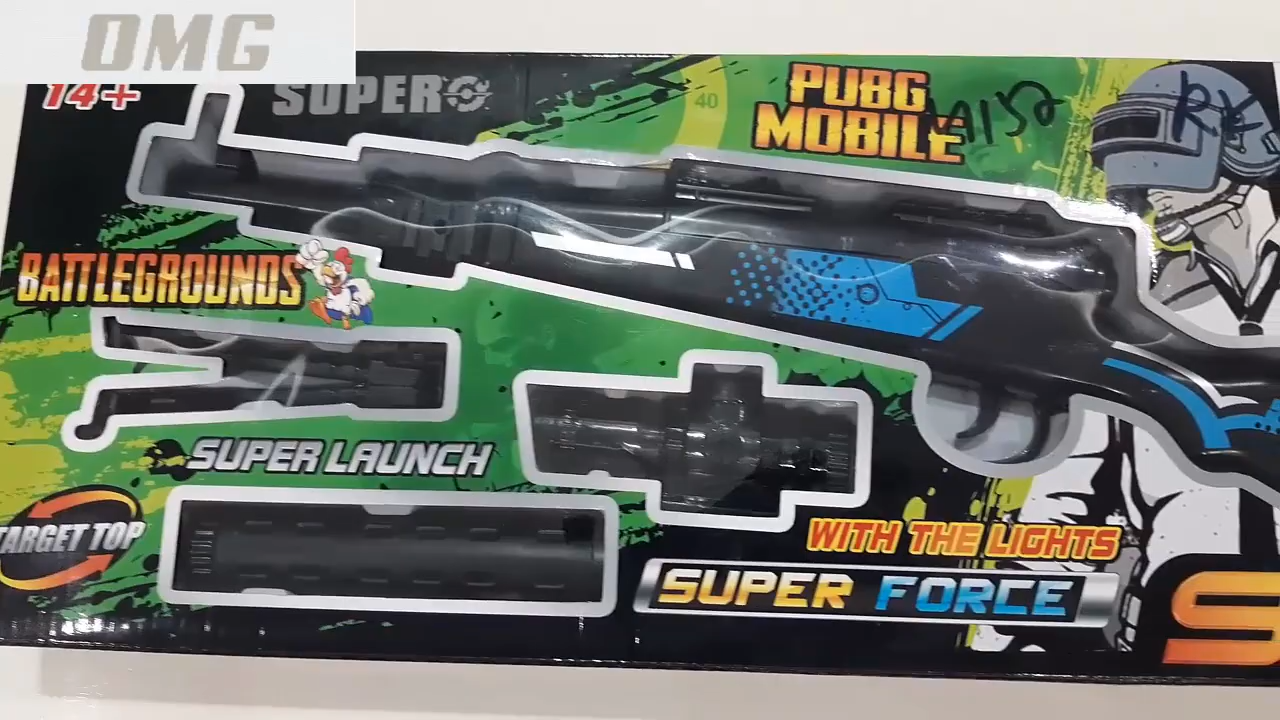 OMG
14+
SUPER
40
PUBG
MOBILE
BATTLEGROUNDS
SUPER LAUNCH
TARGET TOP
WITH THE LIGHTS
SUPER FORCE
S